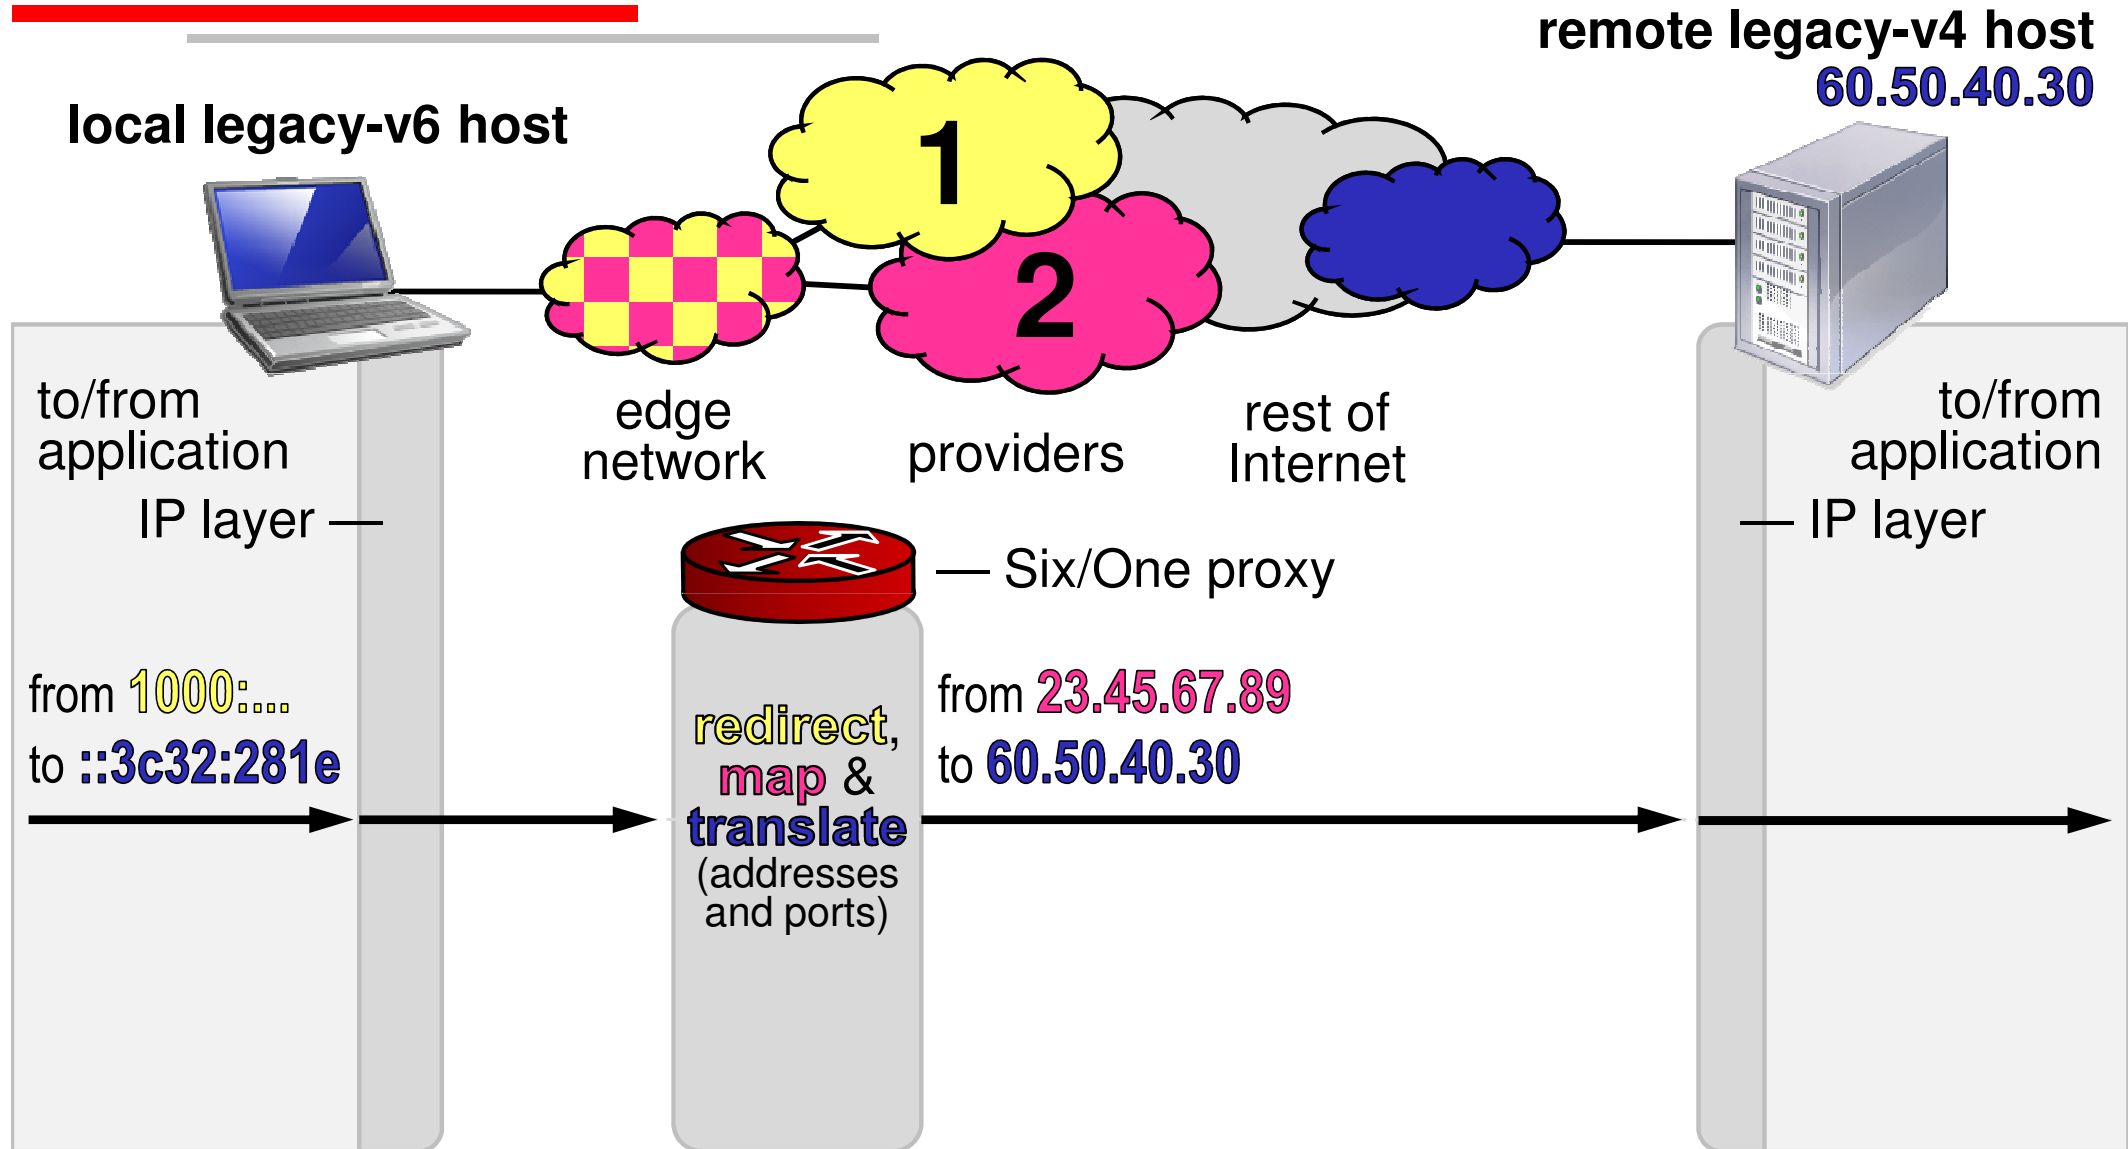 remote legacy-v4 host
60.50.40.30
local legacy-v6 host
1
2
to/from
application
IP layer
edge
network
providers
rest of
Internet
to/from
application
IP layer
Six/One proxy
from 1000:...
to ::3c32:281e
redirect,
map &
translate
(addresses
and ports)
from 23.45.67.89
to 60.50.40.30